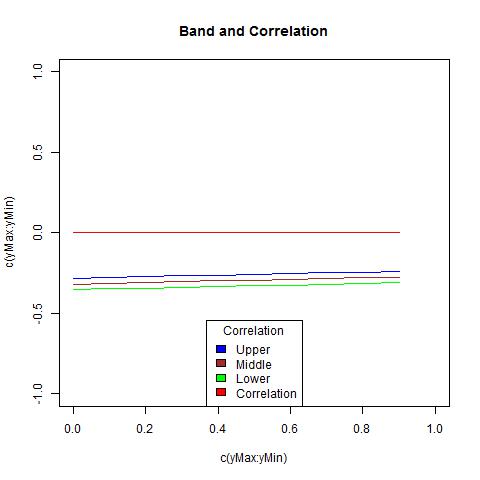 Band and Correlation
c(yMax:yMin)
1.0
0.5
0.0
-0.5
-1.0
Correlation
Upper
Middle
Lower
Correlation
0.0 0.2 0.4 0.6 0.8 1.0
c(yMax:yMin)